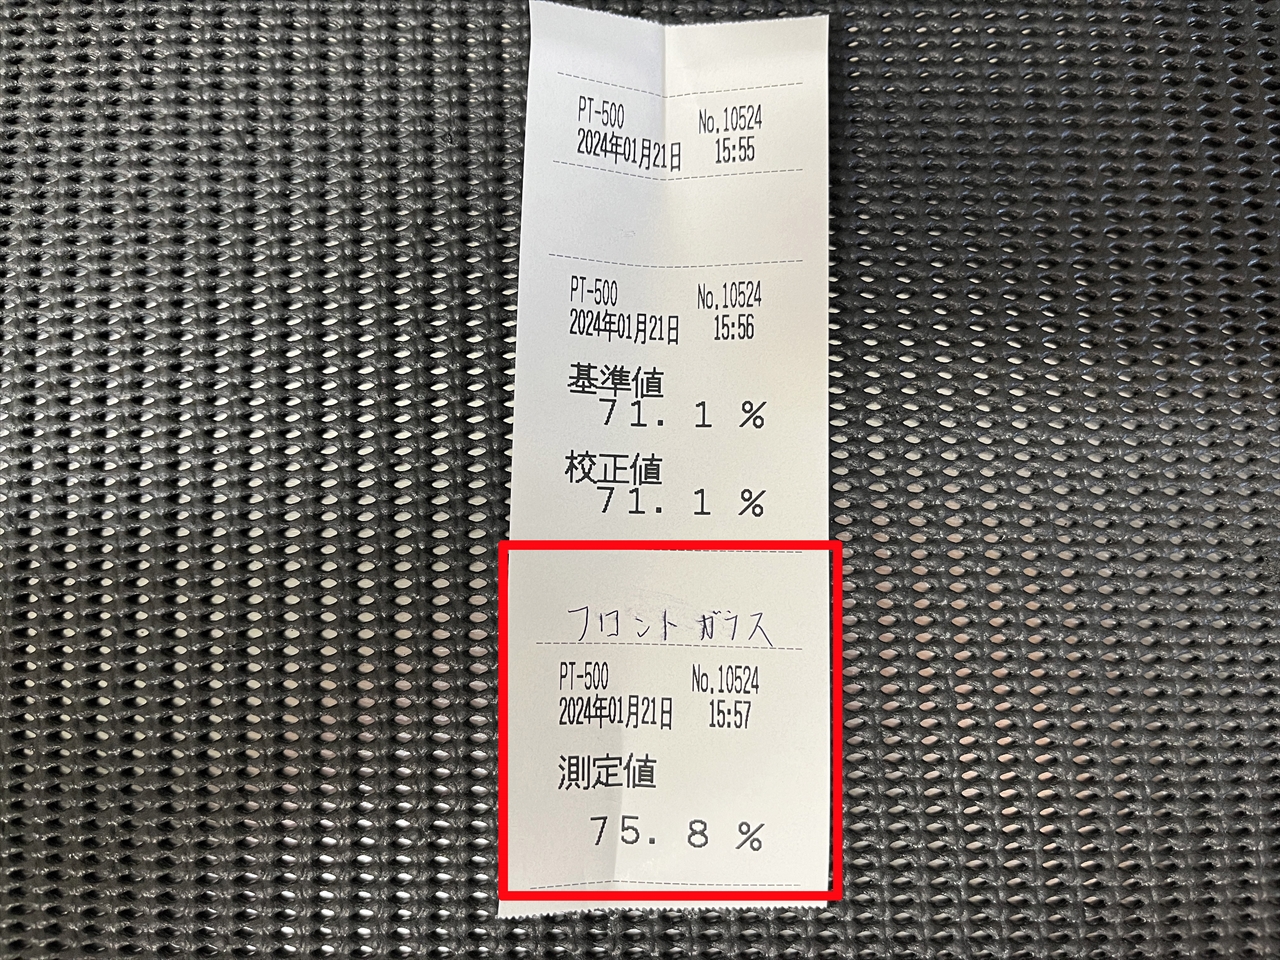 PT-500 No.10524
2024年01月21日 15:55
PT-500 No.10524
2024年01月21日 15:56
基準値
71.1%
校正値
71.1%
フロントガラス
PT-500 No.10524
2024年01月21日 15:57
測定値
75.8%